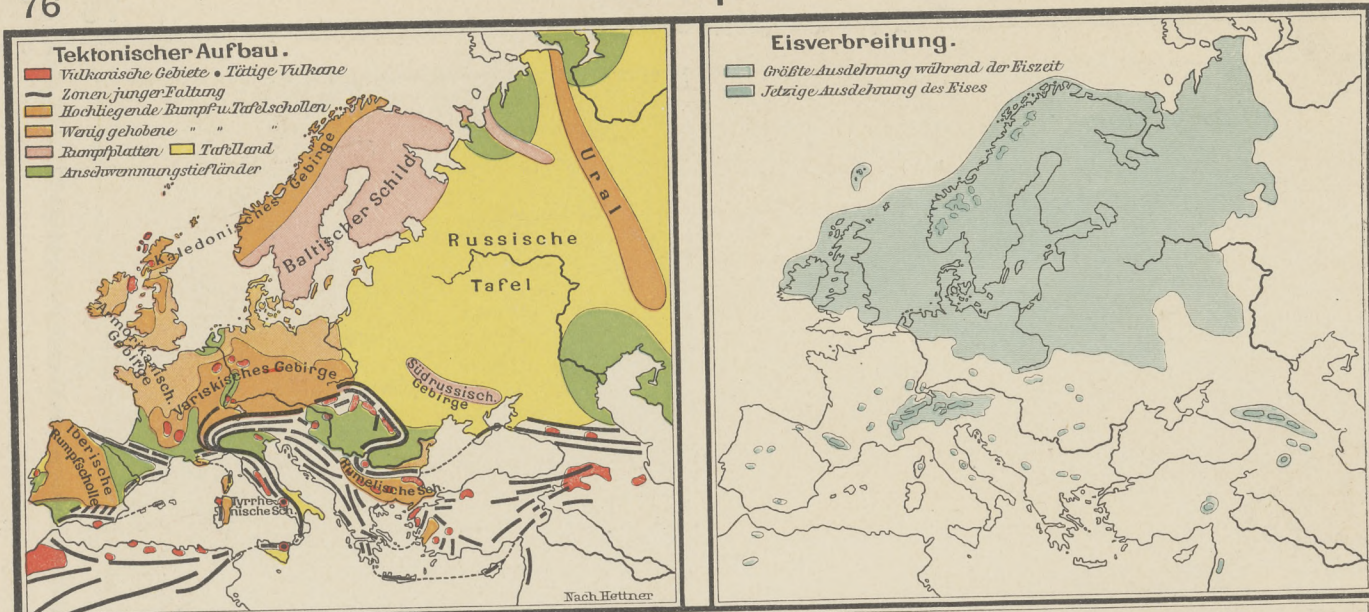 76
Tektonischer Aufbau.
Vulkanische Gebiete • Tätige Vulkane
Zonen junger Faltung
Hochliegende Rumpf-u.Tafelschollen
Wenig gehobene " " "
Rumpfplatten Tafelland
Anschwemmungstiefländer
Kaledonisches Gebirge
Baltischer Schild
Ural
Russische
Tafel
Armorikanisch.
Gebirge
Variskisches Gebirge
Südrussisch.
Gebirge
Iberische
Rumpfscholle
Rumelische Sch.
Tyrrhe-
nische Sch.
Nach Hettner
Eisverbreitung.
Größte Ausdehnung während der Eiszeit
Jetzige Ausdehnung des Eises